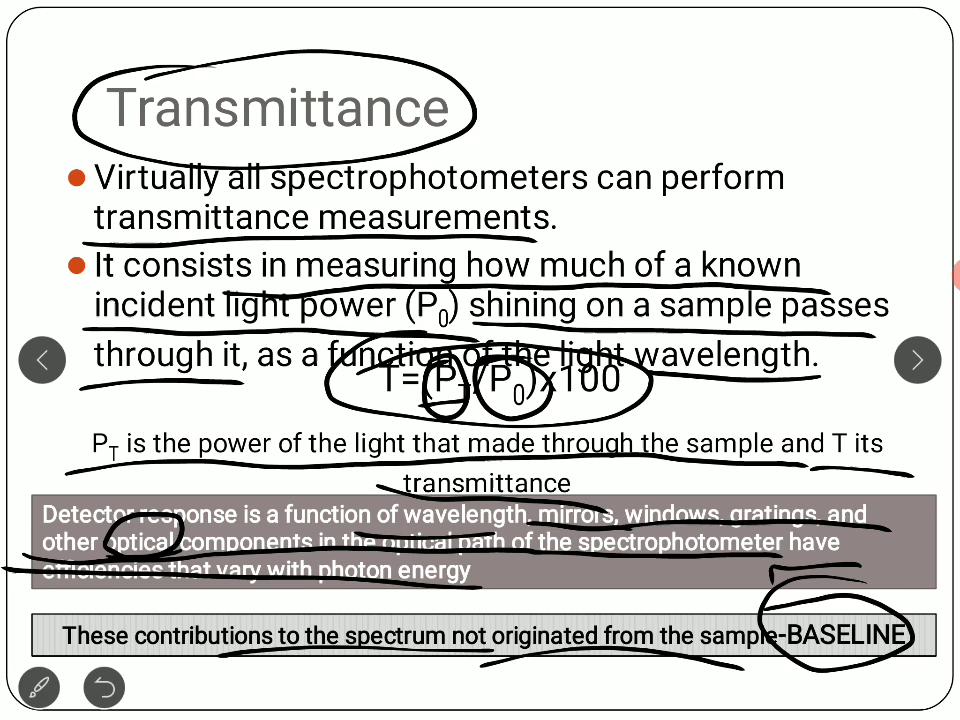 Transmittance
Virtually all spectrophotometers can perform
transmittance measurements.
It consists in measuring how much of a known
incident light power (P0) shining on a sample passes
through it, as a function of the light wavelength.
T=(PT/P0)x100
PT is the power of the light that made through the sample and T its
transmittance
Detector response is a function of wavelength, mirrors, windows, gratings, and
other optical components in the optical path of the spectrophotometer have
efficiencies that vary with photon energy
These contributions to the spectrum not originated from the sample-BASELINE